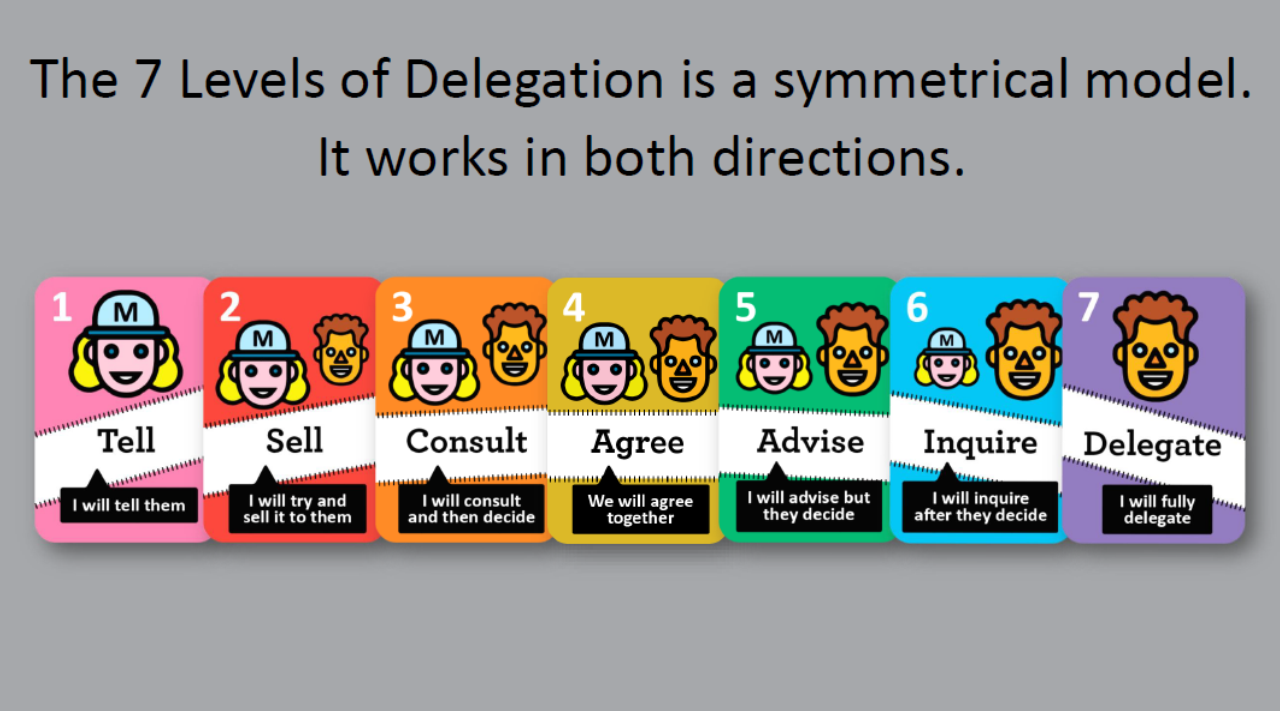 The 7 Levels of Delegation is a symmetrical model.
It works in both directions.
1
M
Tell
I will tell them
2
M
Sell
I will try and
sell it to them
3
M
Consult
I will consult
and then decide
4
M
Agree
We will agree
together
5
M
Advise
I will advise but
they decide
6
M
Inquire
I will inquire
after they decide
7
Delegate
I will fully
delegate